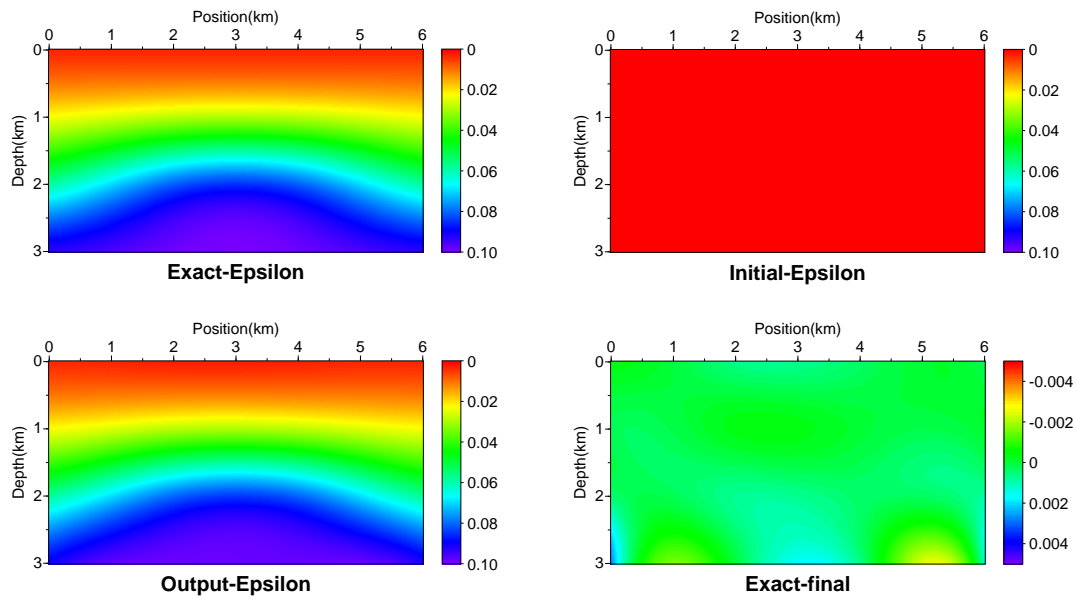 Position(km)
0 1 2 3 4 5 6
0
1
2
3
Depth(km)
0
0.02
0.04
0.06
0.08
0.10
Exact-Epsilon
Position(km)
0 1 2 3 4 5 6
0
1
2
3
Depth(km)
0
0.02
0.04
0.06
0.08
0.10
Initial-Epsilon
Position(km)
0 1 2 3 4 5 6
0
1
2
3
Depth(km)
0
0.02
0.04
0.06
0.08
0.10
Output-Epsilon
Position(km)
0 1 2 3 4 5 6
0
1
2
3
Depth(km)
-0.004
-0.002
0
0.002
0.004
Exact-final